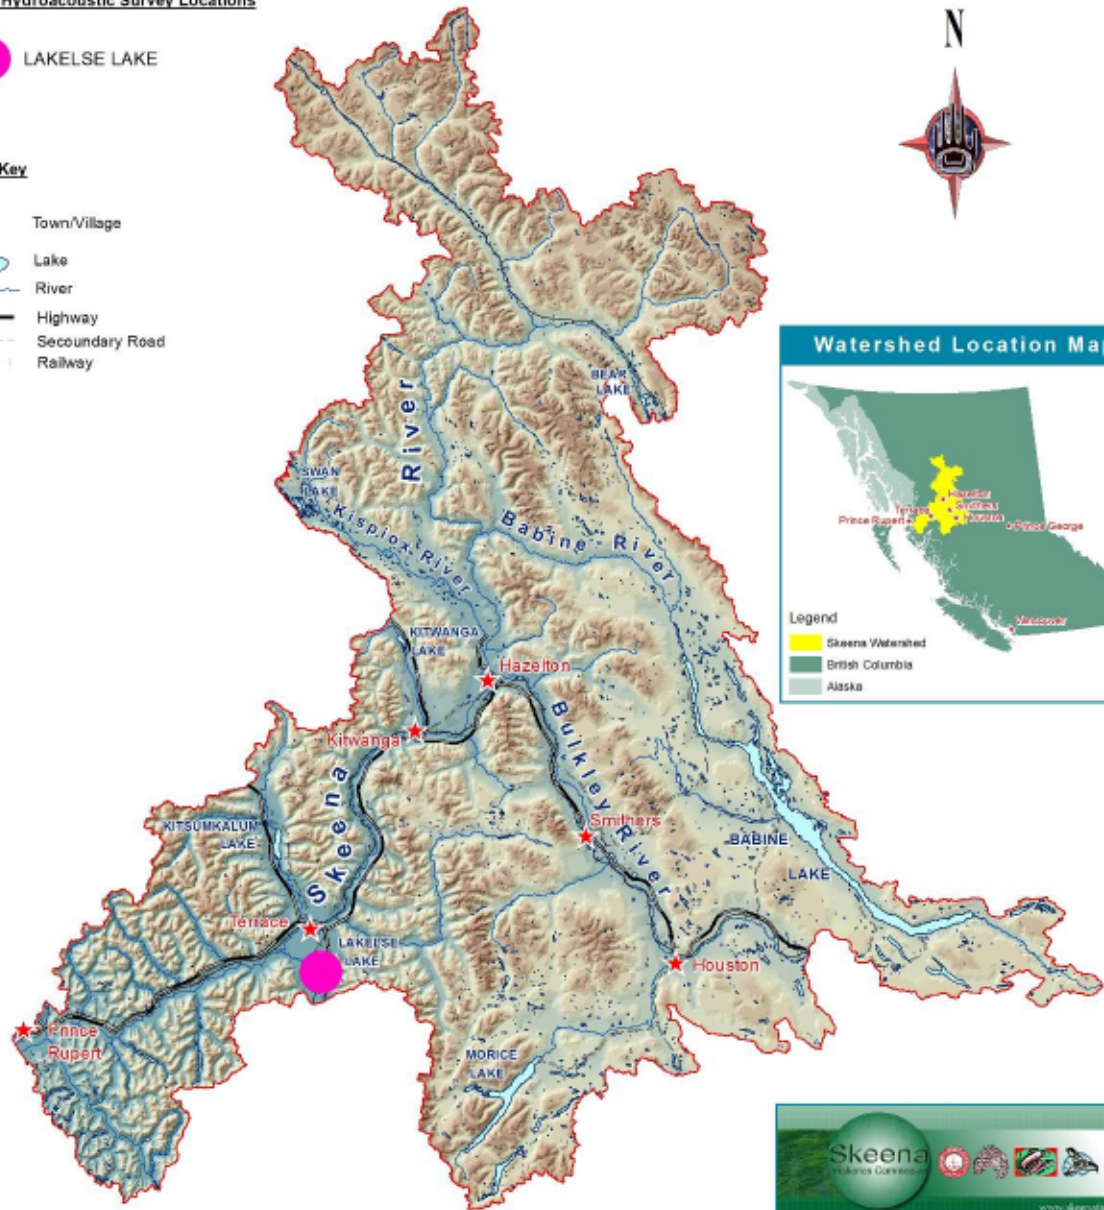 Hydroacoustic Survey Locations
LAKELSE LAKE
N
Key
Town/Village
Lake
River
Highway
Secoundary Road
Railway
BEAR
LAKE
River
SWAN
LAKE
Kispiox River
Babine River
KITWANGA
LAKE
Hazelton
Kitwanga
Bulkley River
Skeena
Smithers
KITSUMKALUM
LAKE
BABINE
LAKE
Terrace
LAKELSE
LAKE
Houston
Prince
Rupert
MORICE
LAKE
Watershed Location Map
Hazelton
Smithers
Terrace
Houston
Prince Rupert
Prince George
Vancouver
Legend
Skeena Watershed
British Columbia
Alaska
Skeena
Fisheries Commission